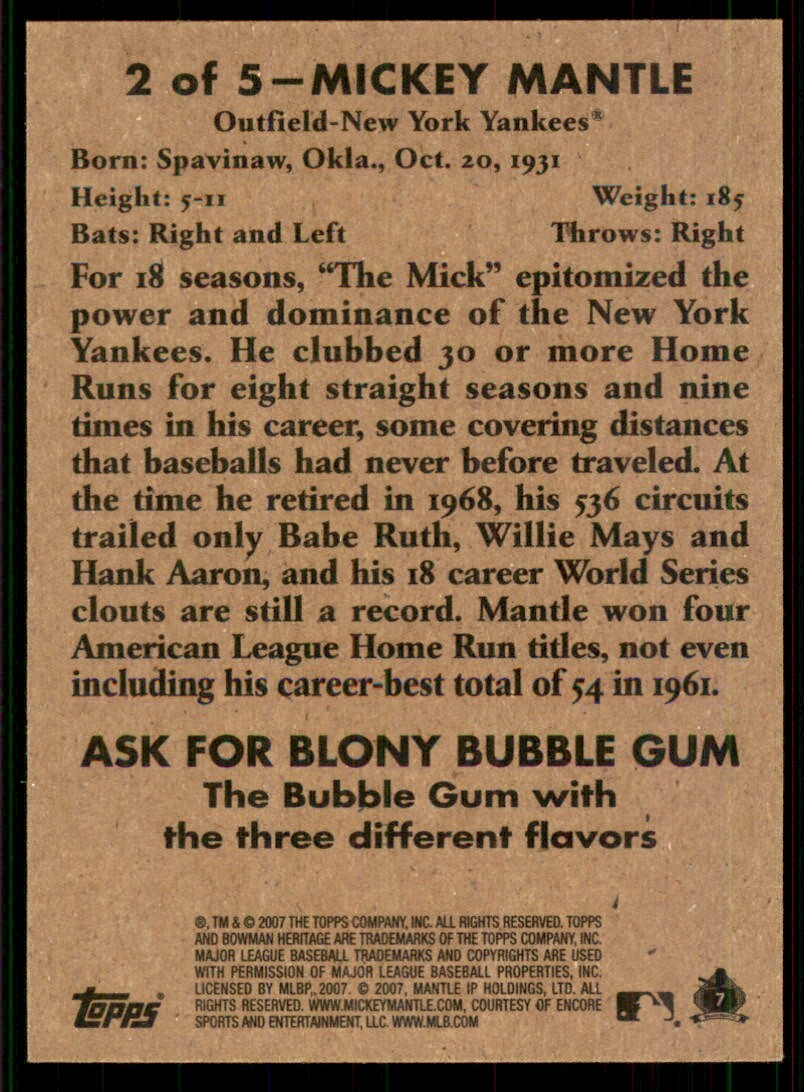 2 of 5—MICKEY MANTLE
Outfield-New York Yankees®
Born: Spavinaw, Okla., Oct. 20, 1931
Height: 5-11 Weight: 185
Bats: Right and Left Throws: Right
For 18 seasons, “The Mick” epitomized the
power and dominance of the New York
Yankees. He clubbed 30 or more Home
Runs for eight straight seasons and nine
times in his career, some covering distances
that baseballs had never before traveled. At
the time he retired in 1968, his 536 circuits
trailed only Babe Ruth, Willie Mays and
Hank Aaron, and his 18 career World Series
clouts are still a record. Mantle won four
American League Home Run titles, not even
including his career-best total of 54 in 1961.
ASK FOR BLONY BUBBLE GUM
The Bubble Gum with
the three different flavors
®, TM & © 2007 THE TOPPS COMPANY, INC. ALL RIGHTS RESERVED. TOPPS
AND BOWMAN HERITAGE ARE TRADEMARKS OF THE TOPPS COMPANY, INC.
MAJOR LEAGUE BASEBALL TRADEMARKS AND COPYRIGHTS ARE USED
WITH PERMISSION OF MAJOR LEAGUE BASEBALL PROPERTIES, INC.
LICENSED BY MLBP, 2007. © 2007, MANTLE IP HOLDINGS, LTD. ALL
RIGHTS RESERVED. WWW.MICKEYMANTLE.COM, COURTESY OF ENCORE
SPORTS AND ENTERTAINMENT, LLC. WWW.MLB.COM
Topps
7